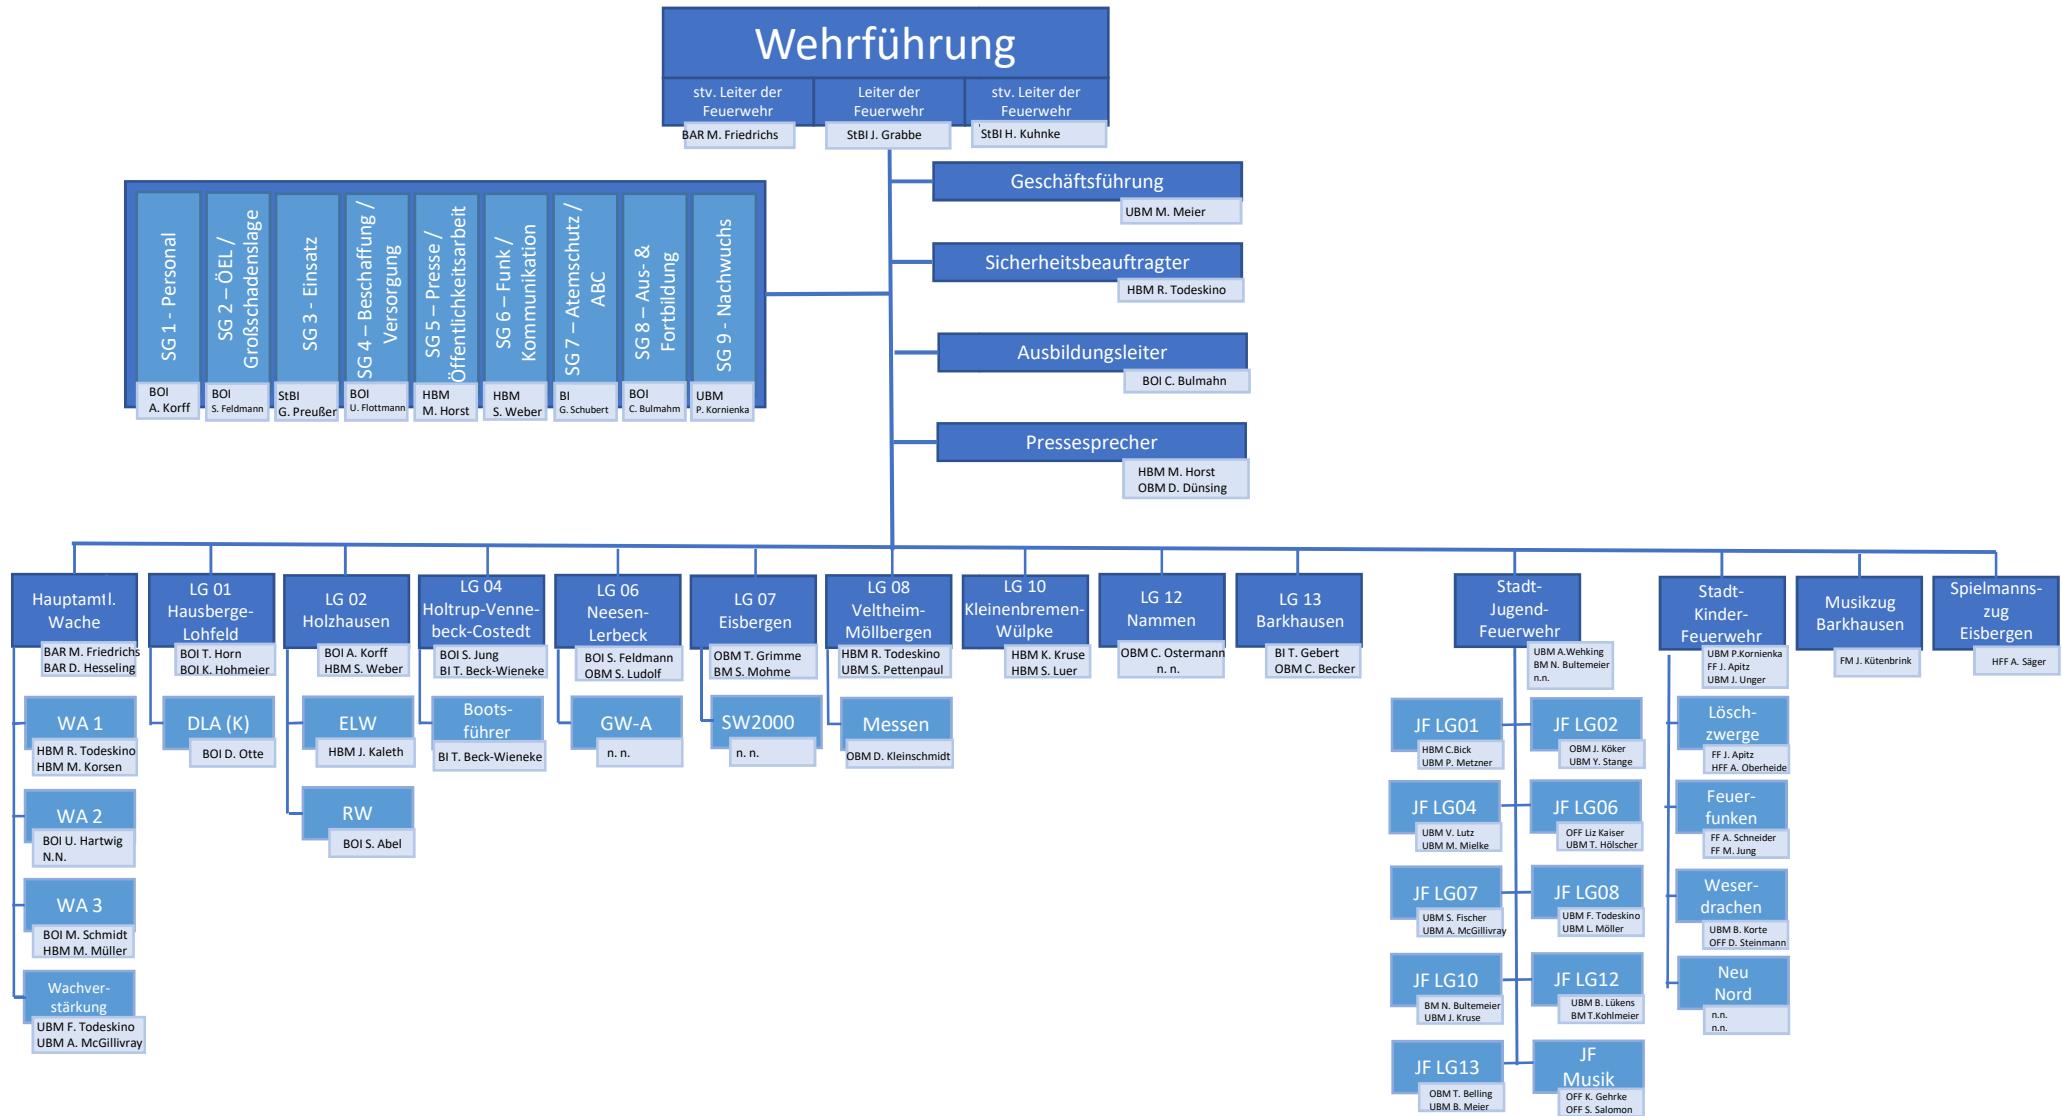 Wehrführung
stv. Leiter der
Feuerwehr
BAR M. Friedrichs
Leiter der
Feuerwehr
StBI J. Grabbe
stv. Leiter der
Feuerwehr
StBI H. Kuhnke
Geschäftsführung
UBM M. Meier
Sicherheitsbeauftragter
HBM R. Todeskino
Ausbildungsleiter
BOI C. Bulmahn
Pressesprecher
HBM M. Horst
OBM D. Dünsing
SG 1 - Personal
BOI
A. Korff
SG 2 – ÖEL /
Großschadenslage
BOI
S. Feldmann
SG 3 - Einsatz
StBI
G. Preußer
SG 4 – Beschaffung /
Versorgung
BOI
U. Flottmann
SG 5 – Presse /
Öffentlichkeitsarbeit
HBM
M. Horst
SG 6 – Funk /
Kommunikation
HBM
S. Weber
SG 7 – Atemschutz /
ABC
BI
G. Schubert
SG 8 – Aus- &
Fortbildung
BOI
C. Bulmahm
SG 9 - Nachwuchs
UBM
P. Kornienka
Hauptamtl.
Wache
BAR M. Friedrichs
BAR D. Hesseling
WA 1
HBM R. Todeskino
HBM M. Korsen
WA 2
BOI U. Hartwig
N.N.
WA 3
BOI M. Schmidt
HBM M. Müller
Wachver-
stärkung
UBM F. Todeskino
UBM A. McGillivray
LG 01
Hausberge-
Lohfeld
BOI T. Horn
BOI K. Hohmeier
DLA (K)
BOI D. Otte
LG 02
Holzhausen
BOI A. Korff
HBM S. Weber
ELW
HBM J. Kaleth
RW
BOI S. Abel
LG 04
Holtrup-Venne-
beck-Costedt
BOI S. Jung
BI T. Beck-Wieneke
Boots-
führer
BI T. Beck-Wieneke
LG 06
Neesen-
Lerbeck
BOI S. Feldmann
OBM S. Ludolf
GW-A
n. n.
LG 07
Eisbergen
OBM T. Grimme
BM S. Mohme
SW2000
n. n.
LG 08
Veltheim-
Möllbergen
HBM R. Todeskino
UBM S. Pettenpaul
Messen
OBM D. Kleinschmidt
LG 10
Kleinenbremen-
Wülpke
HBM K. Kruse
HBM S. Luer
LG 12
Nammen
OBM C. Ostermann
n. n.
LG 13
Barkhausen
BI T. Gebert
OBM C. Becker
Stadt-
Jugend-
Feuerwehr
UBM A.Wehking
BM N. Bultemeier
n.n.
JF LG01
HBM C.Bick
UBM P. Metzner
JF LG02
OBM J. Köker
UBM Y. Stange
JF LG04
UBM V. Lutz
UBM M. Mielke
JF LG06
OFF Liz Kaiser
UBM T. Hölscher
JF LG07
UBM S. Fischer
UBM A. McGillivray
JF LG08
UBM F. Todeskino
UBM L. Möller
JF LG10
BM N. Bultemeier
UBM J. Kruse
JF LG12
UBM B. Lükens
BM T.Kohlmeier
JF LG13
OBM T. Belling
UBM B. Meier
JF
Musik
OFF K. Gehrke
OFF S. Salomon
Stadt-
Kinder-
Feuerwehr
UBM P.Kornienka
FF J. Apitz
UBM J. Unger
Lösch-
zwerge
FF J. Apitz
HFF A. Oberheide
Feuer-
funken
FF A. Schneider
FF M. Jung
Weser-
drachen
UBM B. Korte
OFF D. Steinmann
Neu
Nord
n.n.
n.n.
Musikzug
Barkhausen
FM J. Kütenbrink
Spielmanns-
zug
Eisbergen
HFF A. Säger